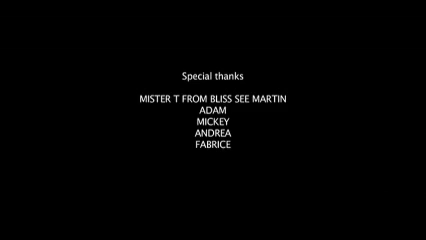 Special thanks
MISTER T FROM BLISS SEE MARTIN
ADAM
MICKEY
ANDREA
FABRICE